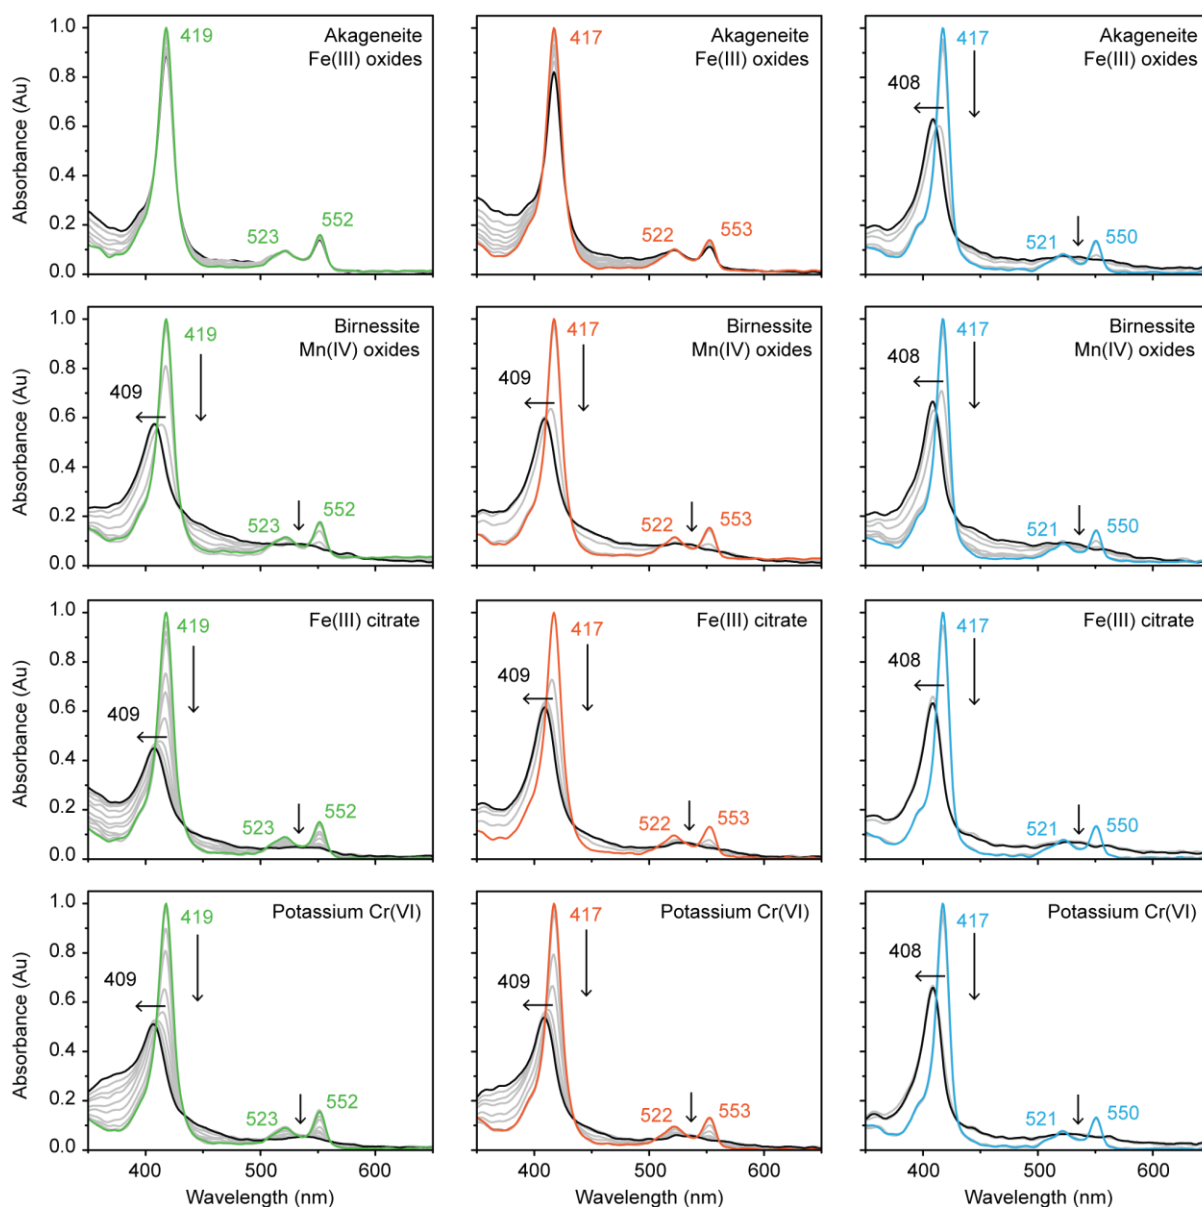 Absorbance (Au)
1.0
0.8
0.6
0.4
0.2
0.0
419
523
552
Akageneite
Fe(III) oxides
417
522
553
Akageneite
Fe(III) oxides
408
417
521
550
Akageneite
Fe(III) oxides
Absorbance (Au)
1.0
0.8
0.6
0.4
0.2
0.0
409
419
523
552
Birnessite
Mn(IV) oxides
409
417
522
553
Birnessite
Mn(IV) oxides
408
417
521
550
Birnessite
Mn(IV) oxides
Absorbance (Au)
1.0
0.8
0.6
0.4
0.2
0.0
409
419
523
552
Fe(III) citrate
409
417
522
553
Fe(III) citrate
408
417
521
550
Fe(III) citrate
Absorbance (Au)
1.0
0.8
0.6
0.4
0.2
0.0
409
419
523
552
Potassium Cr(VI)
409
417
522
553
Potassium Cr(VI)
408
417
521
550
Potassium Cr(VI)
400 500 600
400 500 600
400 500 600
Wavelength (nm)
Wavelength (nm)
Wavelength (nm)